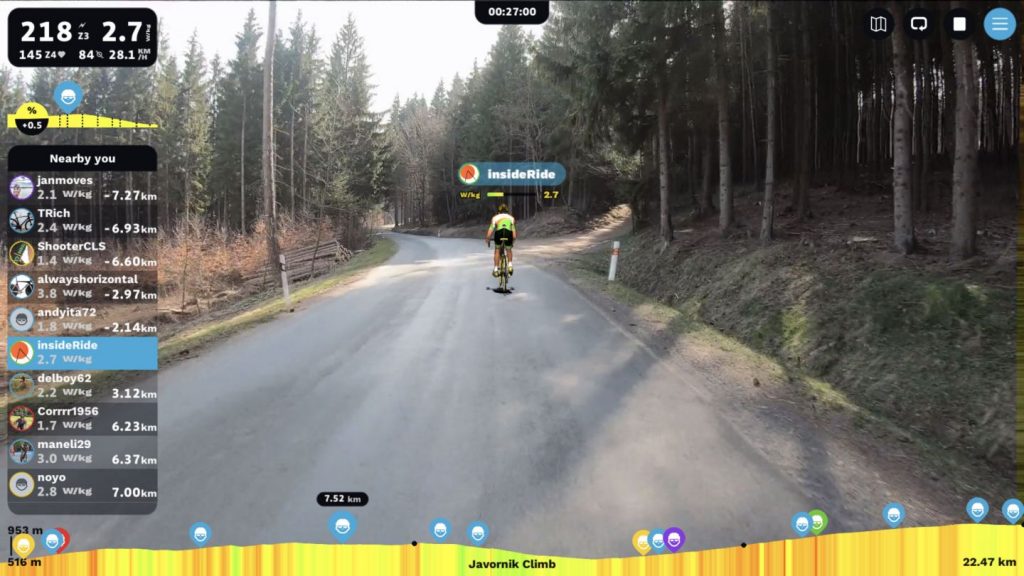 218 Z3 2.7 W/kg
145 Z4 84 28.1 KM/H
00:27:00
%
+0.5
Nearby you
janmoves
2.1 W/kg -7.27km
TRich
2.4 W/kg -6.93km
ShooterCLS
1.4 W/kg -6.60km
alwayshorizontal
3.8 W/kg -2.97km
andyita72
1.8 W/kg -2.14km
insideRide
2.7 W/kg
delboy62
2.2 W/kg 3.12km
Corrrr1956
1.7 W/kg 6.23km
maneli29
3.0 W/kg 6.37km
noyo
2.8 W/kg 7.00km
insideRide
W/kg 2.7
7.52 km
953 m
516 m
Javornik Climb
22.47 km